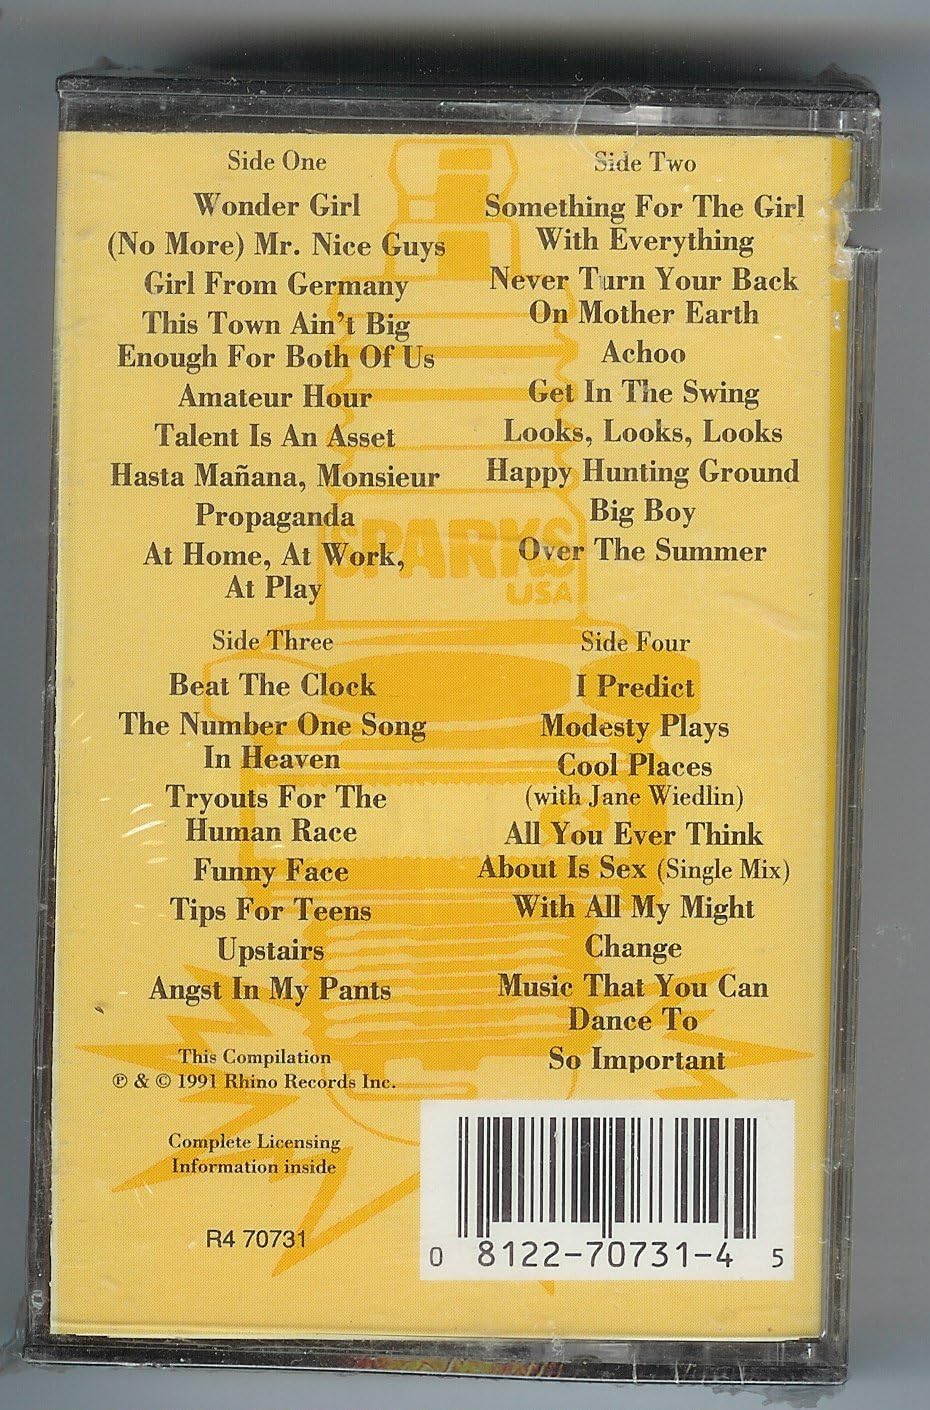 Side One
Wonder Girl
(No More) Mr. Nice Guys
Girl From Germany
This Town Ain't Big
Enough For Both Of Us
Amateur Hour
Talent Is An Asset
Hasta Mañana, Monsieur
Propaganda
At Home, At Work,
At Play
Side Two
Something For The Girl
With Everything
Never Turn Your Back
On Mother Earth
Achoo
Get In The Swing
Looks, Looks, Looks
Happy Hunting Ground
Big Boy
Over The Summer
SPARKS
USA
Side Three
Beat The Clock
The Number One Song
In Heaven
Tryouts For The
Human Race
Funny Face
Tips For Teens
Upstairs
Angst In My Pants
Side Four
I Predict
Modesty Plays
Cool Places
(with Jane Wiedlin)
All You Ever Think
About Is Sex (Single Mix)
With All My Might
Change
Music That You Can
Dance To
So Important
This Compilation
℗ & © 1991 Rhino Records Inc.
Complete Licensing
Information inside
R4 70731
0 8122-70731-4 5